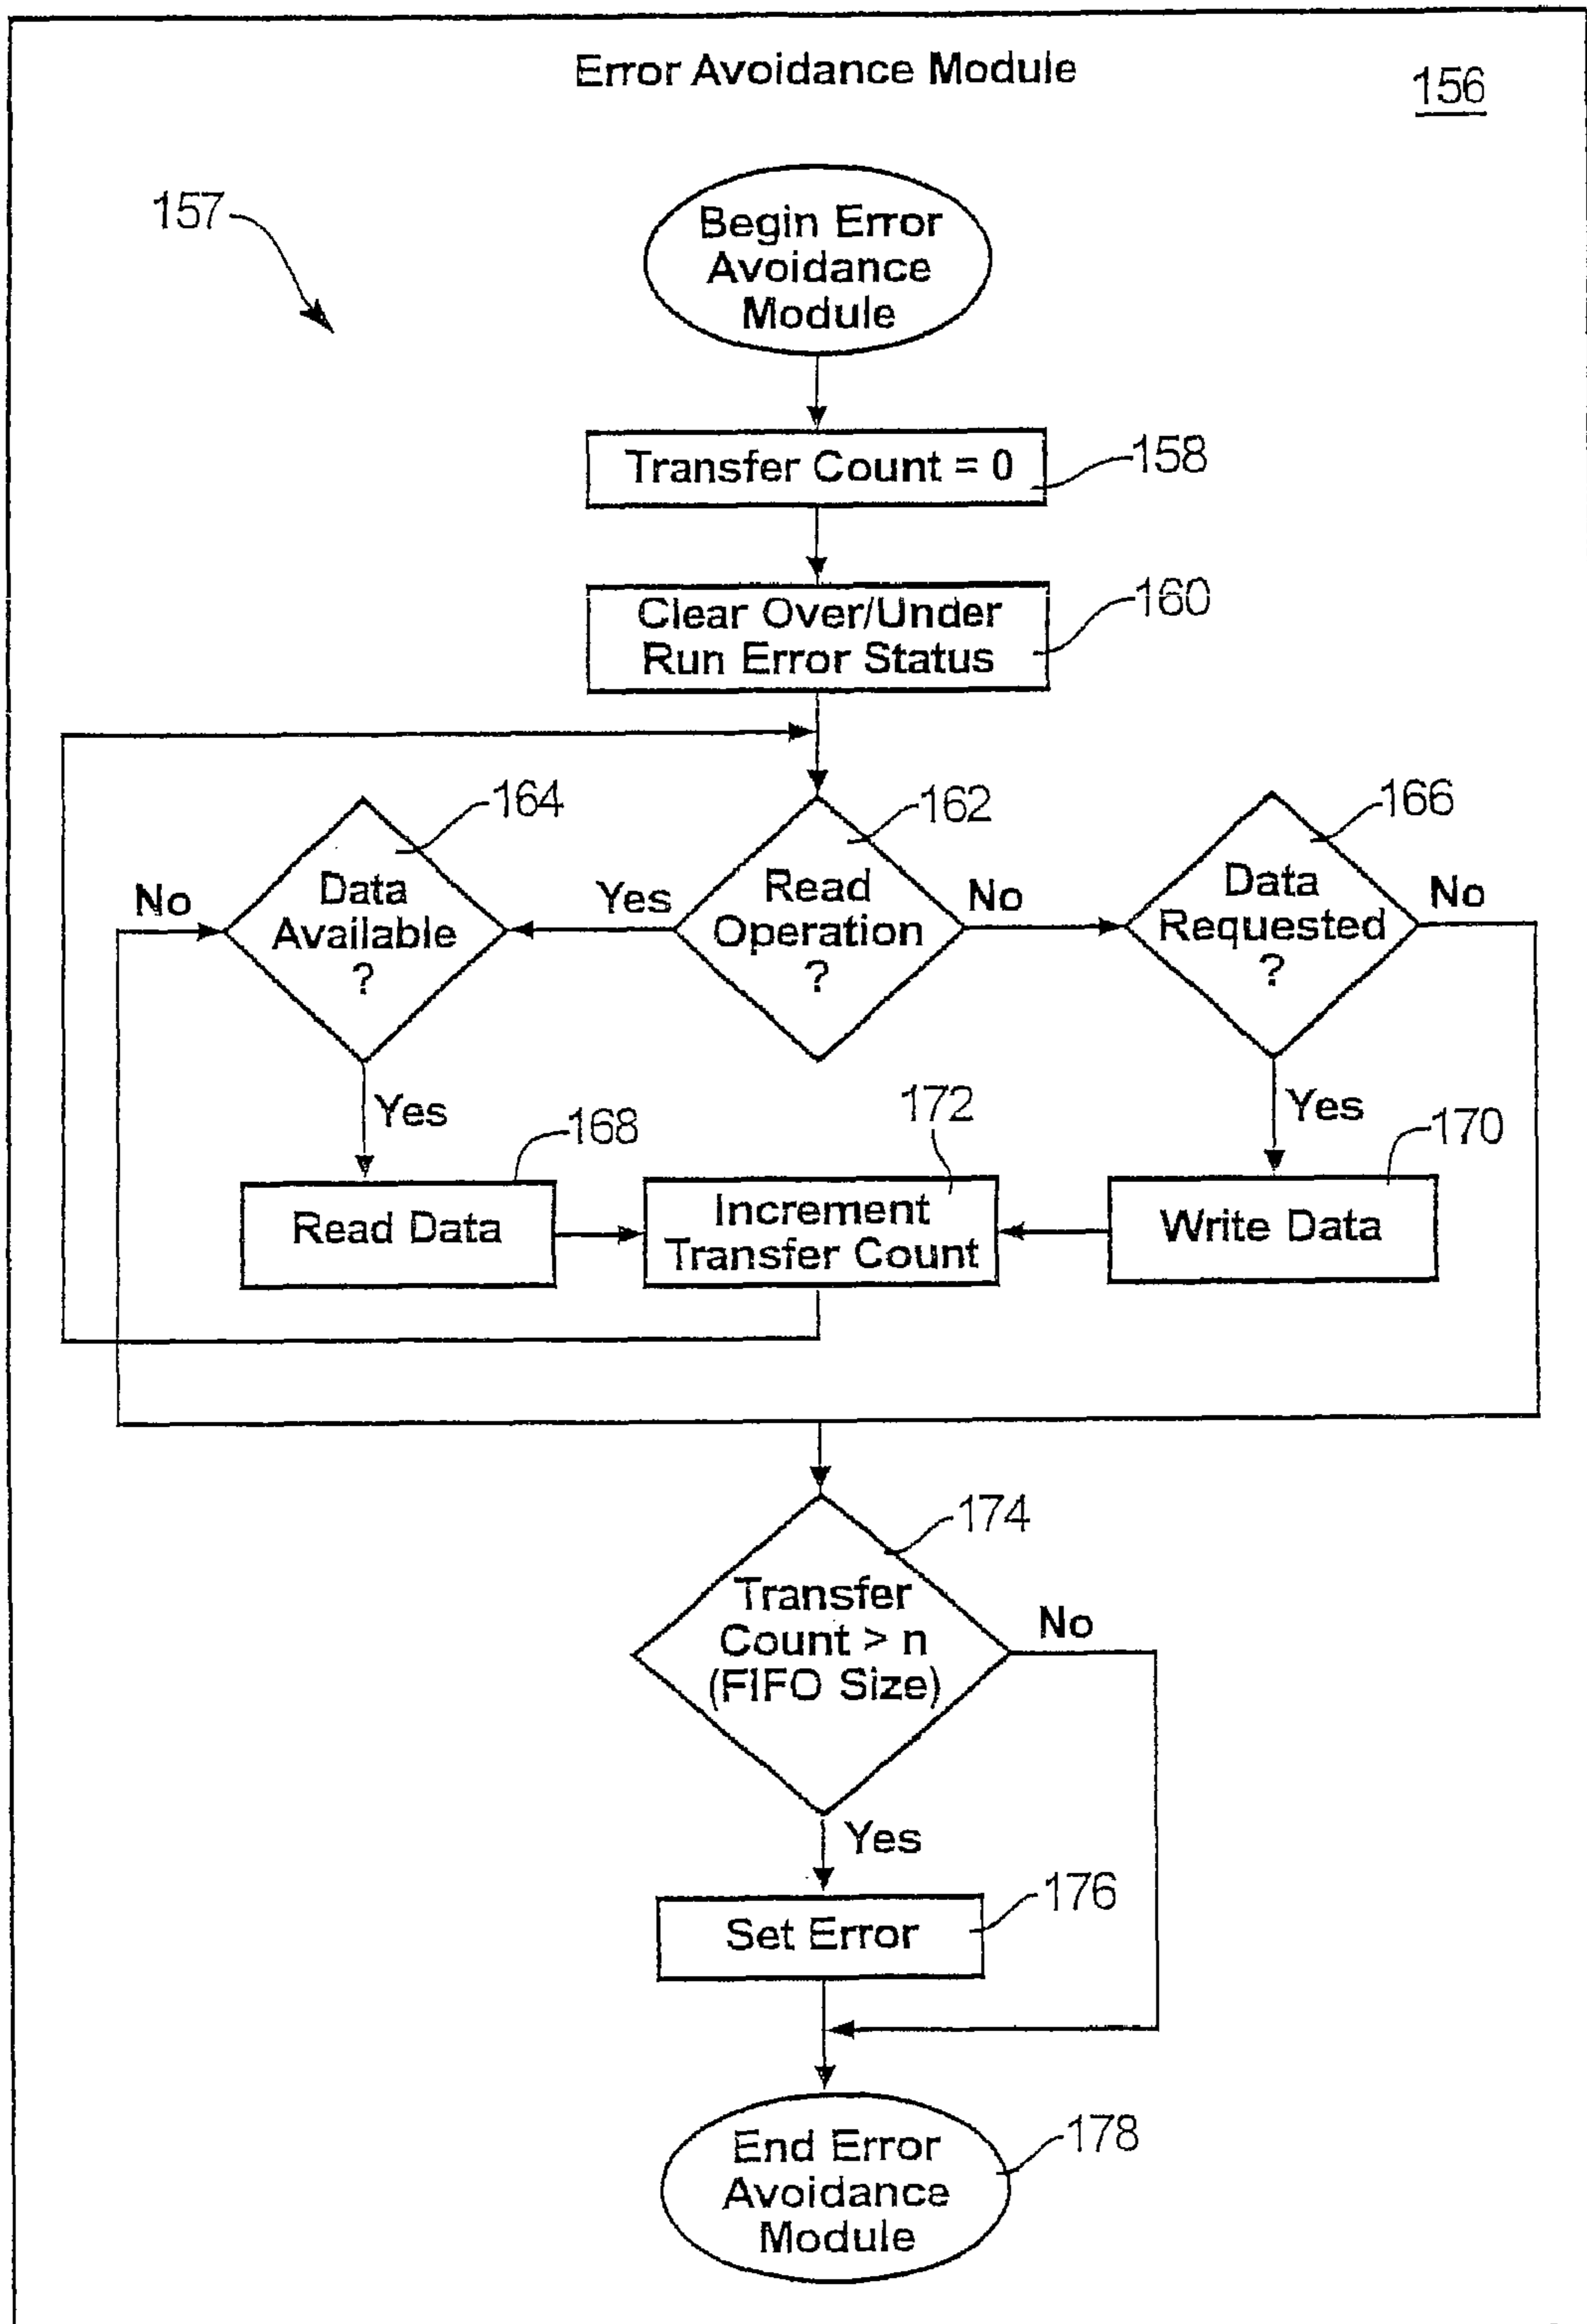 Error Avoidance Module
156
157
Begin Error
Avoidance
Module
Transfer Count = 0
158
Clear Over/Under
Run Error Status
160
164
162
166
No
Data
Available
?
Yes
Read
Operation
?
No
Data
Requested
?
No
Yes
168
172
Yes
170
Read Data
Increment
Transfer Count
Write Data
174
Transfer
Count > n
(FIFO Size)
No
Yes
176
Set Error
End Error
Avoidance
Module
178